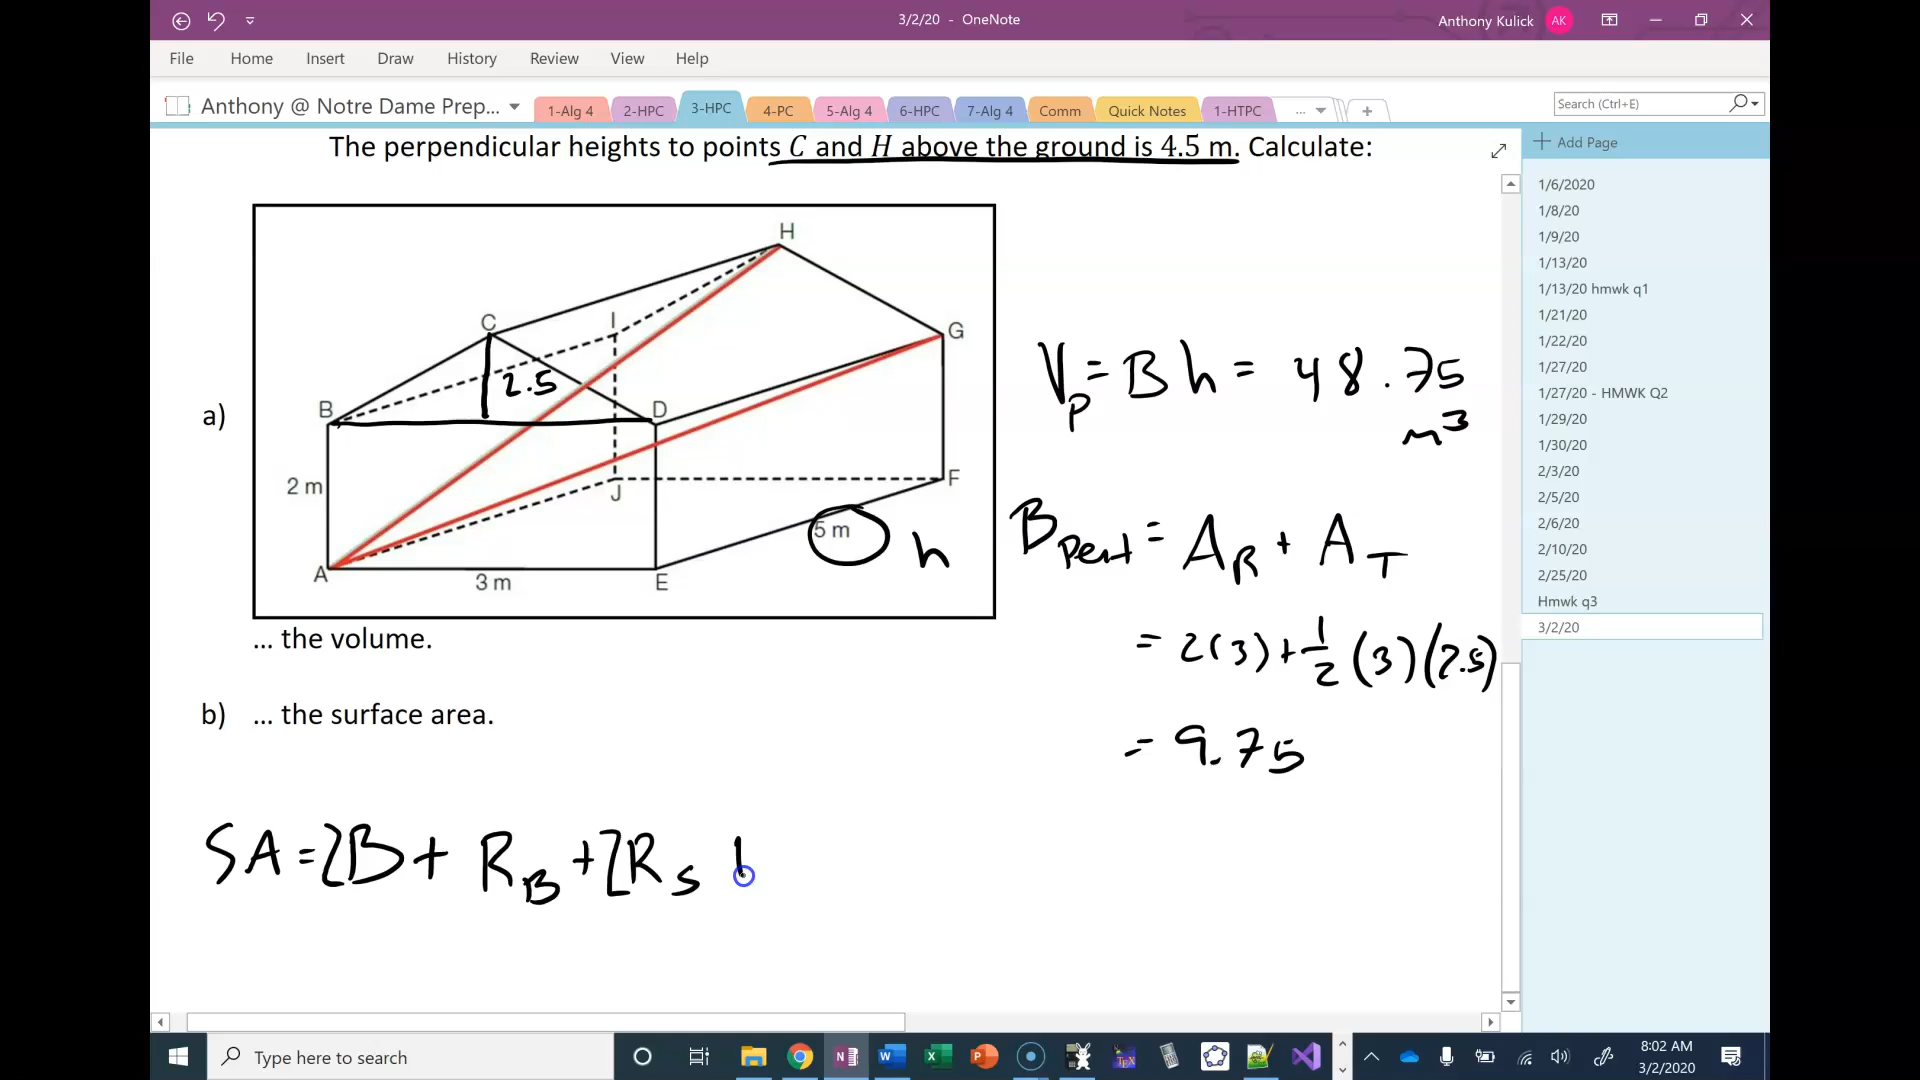 3/2/20 - OneNote
Anthony Kulick AK
File Home Insert Draw History Review View Help
Anthony @ Notre Dame Prep... 1-Alg 4 2-HPC 3-HPC 4-PC 5-Alg 4 6-HPC 7-Alg 4 Comm Quick Notes 1-HTPC ... +
Search (Ctrl+E)
The perpendicular heights to points C and H above the ground is 4.5 m. Calculate:
Add Page
1/6/2020
1/8/20
1/9/20
1/13/20
1/13/20 hmwk q1
1/21/20
1/22/20
1/27/20
1/27/20 - HMWK Q2
1/29/20
1/30/20
2/3/20
2/5/20
2/6/20
2/10/20
2/25/20
Hmwk q3
3/2/20
a)
H
C
I
G
2.5
B
D
2 m
J
F
5 m
h
A
3 m
E
V_P = Bh = 48.75
m³
B_Pent = A_R + A_T
= 2(3) + 1/2 (3)(2.5)
= 9.75
... the volume.
b) ... the surface area.
SA = 2B + R_B + 2R_S
Type here to search
8:02 AM
3/2/2020